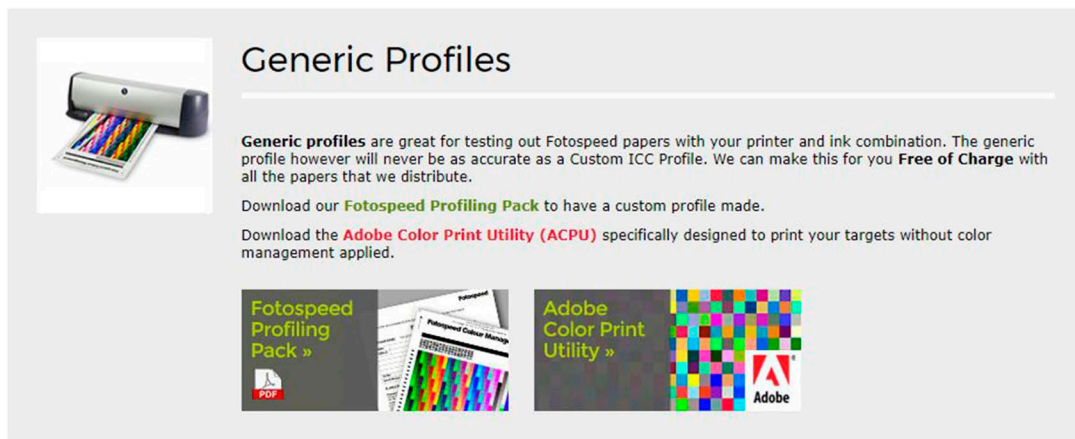 Generic Profiles
Generic profiles are great for testing out Fotospeed papers with your printer and ink combination. The generic
profile however will never be as accurate as a Custom ICC Profile. We can make this for you Free of Charge with
all the papers that we distribute.
Download our Fotospeed Profiling Pack to have a custom profile made.
Download the Adobe Color Print Utility (ACPU) specifically designed to print your targets without color
management applied.
Fotospeed
Profiling
Pack »
PDF
Fotospeed
Fotospeed Colour Manag
Adobe
Color Print
Utility »
Adobe